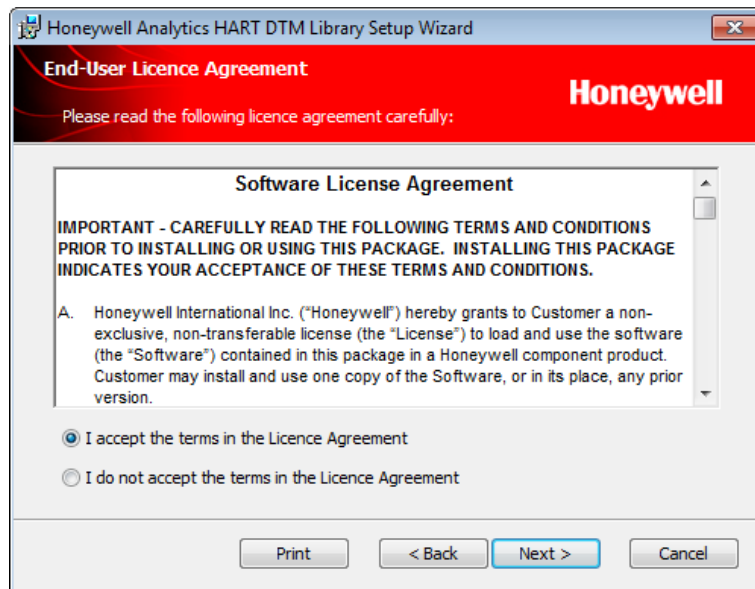 Honeywell Analytics HART DTM Library Setup Wizard
End-User Licence Agreement
Honeywell
Please read the following licence agreement carefully:
Software License Agreement
IMPORTANT - CAREFULLY READ THE FOLLOWING TERMS AND CONDITIONS
PRIOR TO INSTALLING OR USING THIS PACKAGE. INSTALLING THIS PACKAGE
INDICATES YOUR ACCEPTANCE OF THESE TERMS AND CONDITIONS.
A. Honeywell International Inc. (“Honeywell”) hereby grants to Customer a non-
exclusive, non-transferable license (the “License”) to load and use the software
(the “Software”) contained in this package in a Honeywell component product.
Customer may install and use one copy of the Software, or in its place, any prior
version.
I accept the terms in the Licence Agreement
I do not accept the terms in the Licence Agreement
Print
< Back
Next >
Cancel